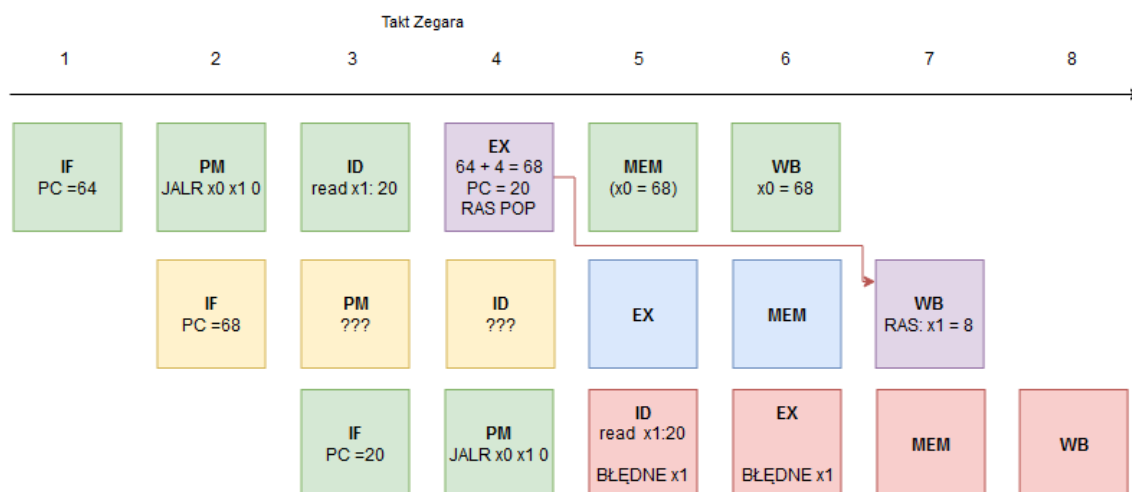 Takt Zegara
1 2 3 4 5 6 7 8
IF
PC =64
PM
JALR x0 x1 0
ID
read x1: 20
EX
64 + 4 = 68
PC = 20
RAS POP
MEM
(x0 = 68)
WB
x0 = 68
IF
PC =68
PM
???
ID
???
EX
MEM
WB
RAS: x1 = 8
IF
PC =20
PM
JALR x0 x1 0
ID
read x1:20
BŁĘDNE x1
EX
BŁĘDNE x1
MEM
WB